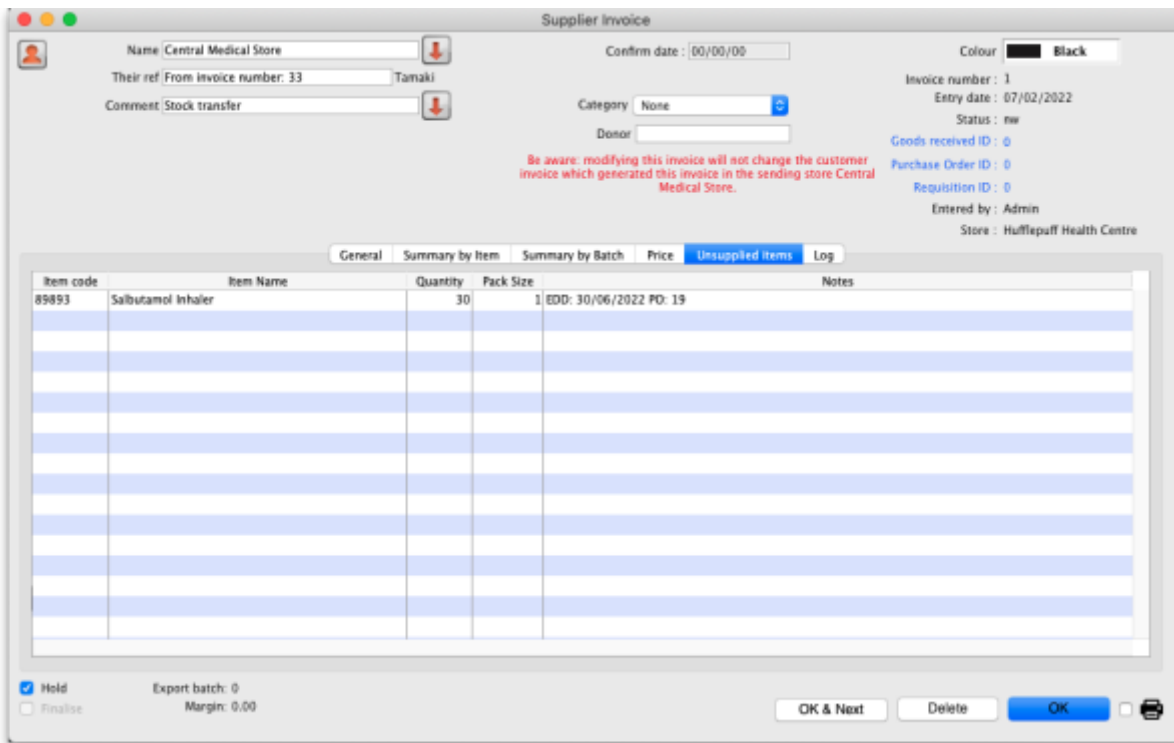 Supplier Invoice
Name Central Medical Store
Confirm date : 00/00/00
Colour Black
Their ref From invoice number: 33 Tamaki
Invoice number : 1
Comment Stock transfer
Category None
Entry date : 07/02/2022
Status : nw
Donor
Goods received ID : 0
Be aware: modifying this invoice will not change the customer
invoice which generated this invoice in the sending store Central
Medical Store.
Purchase Order ID : 0
Requisition ID : 0
Entered by : Admin
Store : Hufflepuff Health Centre
General Summary by Item Summary by Batch Price Unsupplied items Log
Item code Item Name Quantity Pack Size Notes
89893 Salbutamol Inhaler 30 1 EDD: 30/06/2022 PO: 19
Hold Export batch: 0
Finalise Margin: 0.00
OK & Next Delete OK